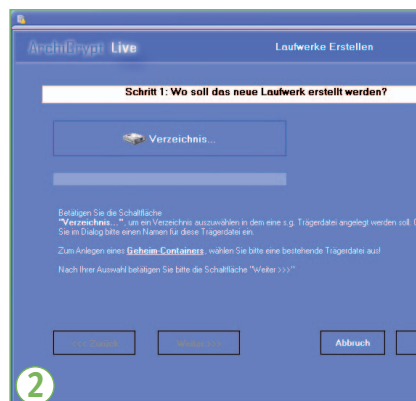 ArchiCrypt Live
Laufwerke Erstellen
Schritt 1: Wo soll das neue Laufwerk erstellt werden?
Verzeichnis...
Betätigen Sie die Schaltfläche
"Verzeichnis...", um ein Verzeichnis auszuwählen in dem eine s.g. Trägerdatei angelegt werden soll.
Sie im Dialog bitte einen Namen für diese Trägerdatei ein.
Zum Anlegen eines Geheim-Containers, wählen Sie bitte eine bestehende Trägerdatei aus!
Nach Ihrer Auswahl betätigen Sie bitte die Schaltfläche "Weiter >>>"
<<< Zurück
Weiter >>>
Abbruch
2